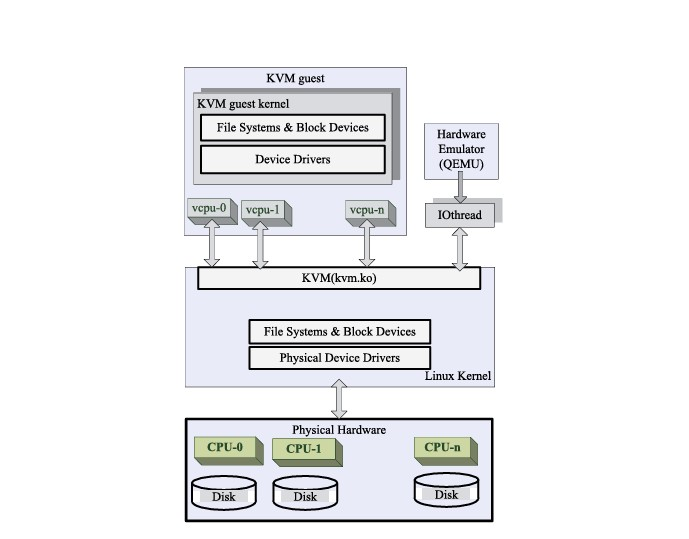 KVM guest
KVM guest kernel
File Systems & Block Devices
Device Drivers
Hardware
Emulator
(QEMU)
vcpu-0
vcpu-1
vcpu-n
IOthread
KVM(kvm.ko)
File Systems & Block Devices
Physical Device Drivers
Linux Kernel
Physical Hardware
CPU-0
CPU-1
CPU-n
Disk
Disk
Disk